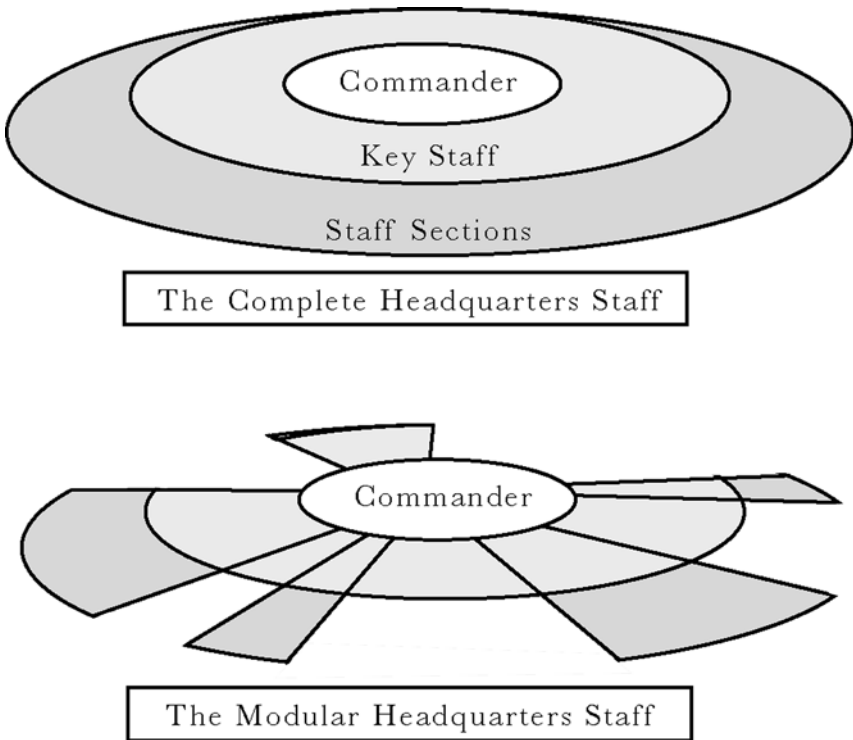 Commander
Key Staff
Staff Sections
The Complete Headquarters Staff
Commander
The Modular Headquarters Staff